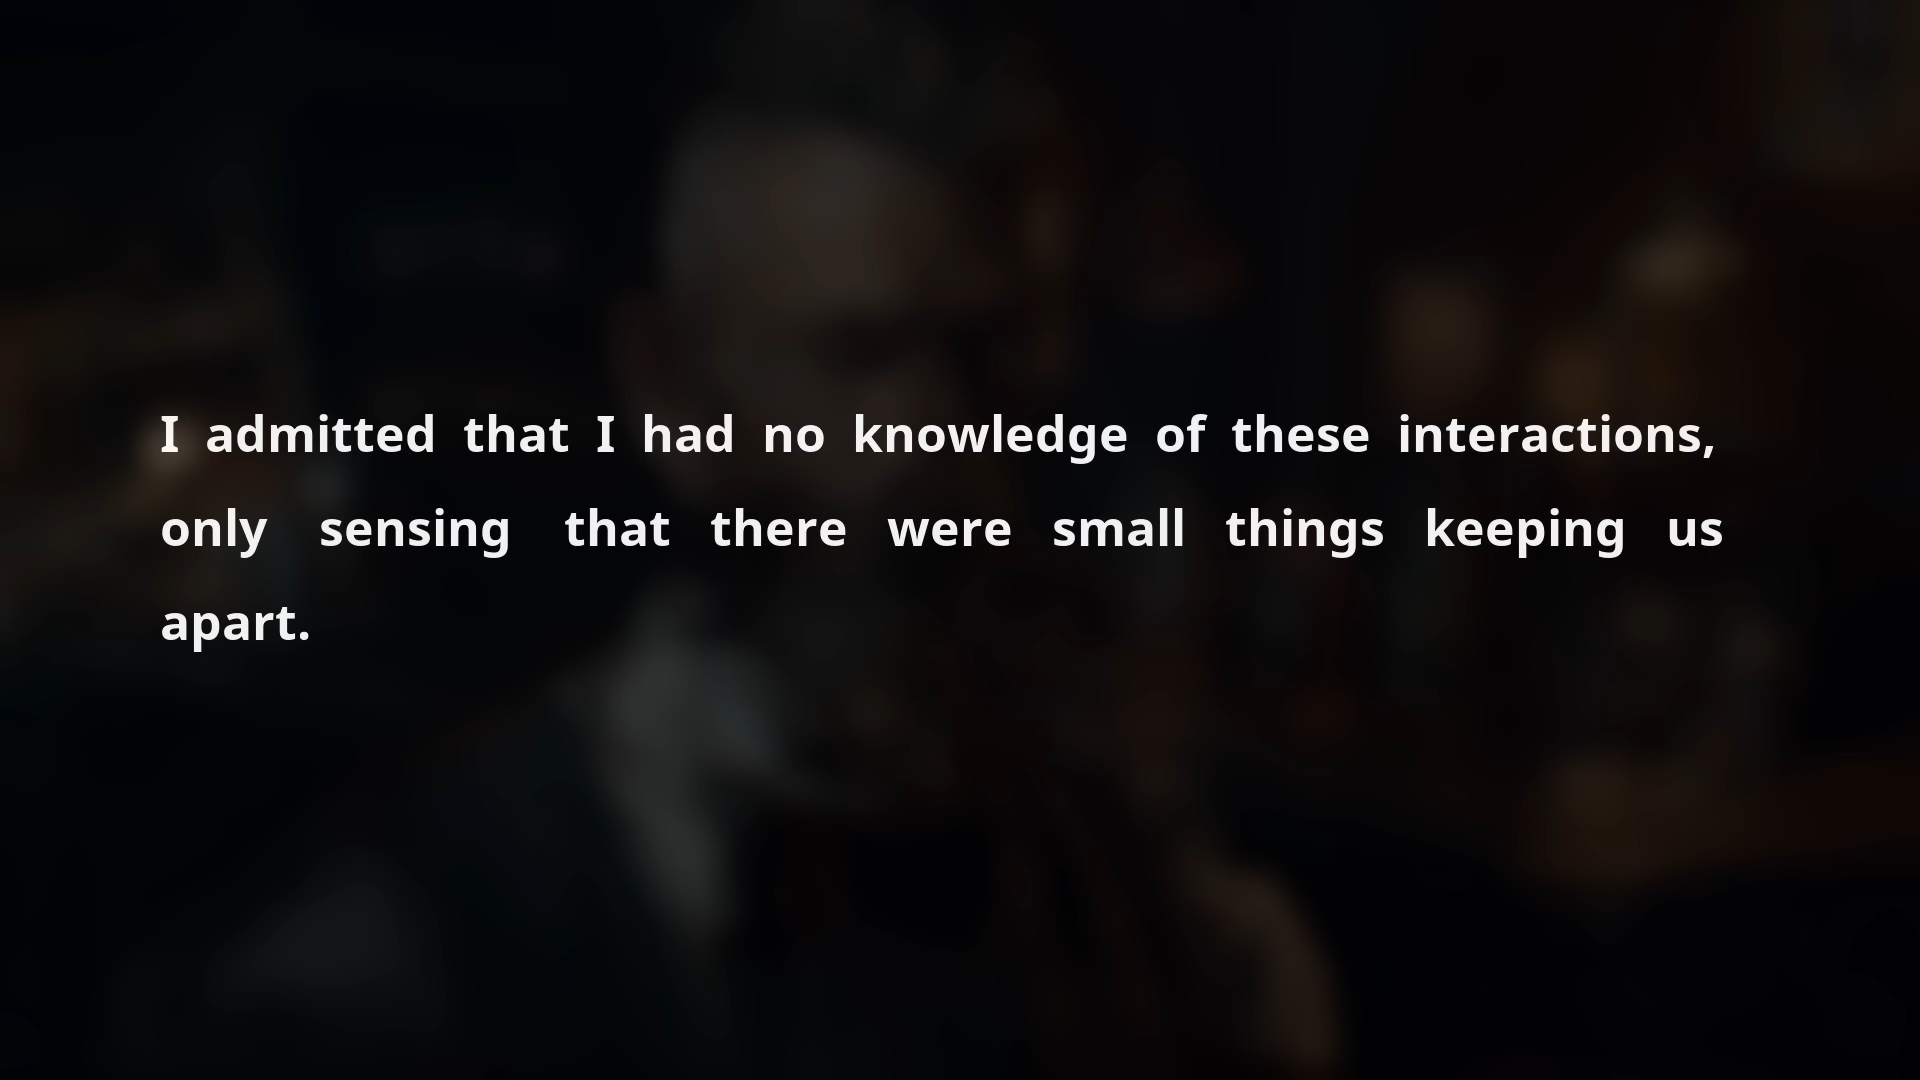 I admitted that I had no knowledge of these interactions,
only sensing that there were small things keeping us
apart.